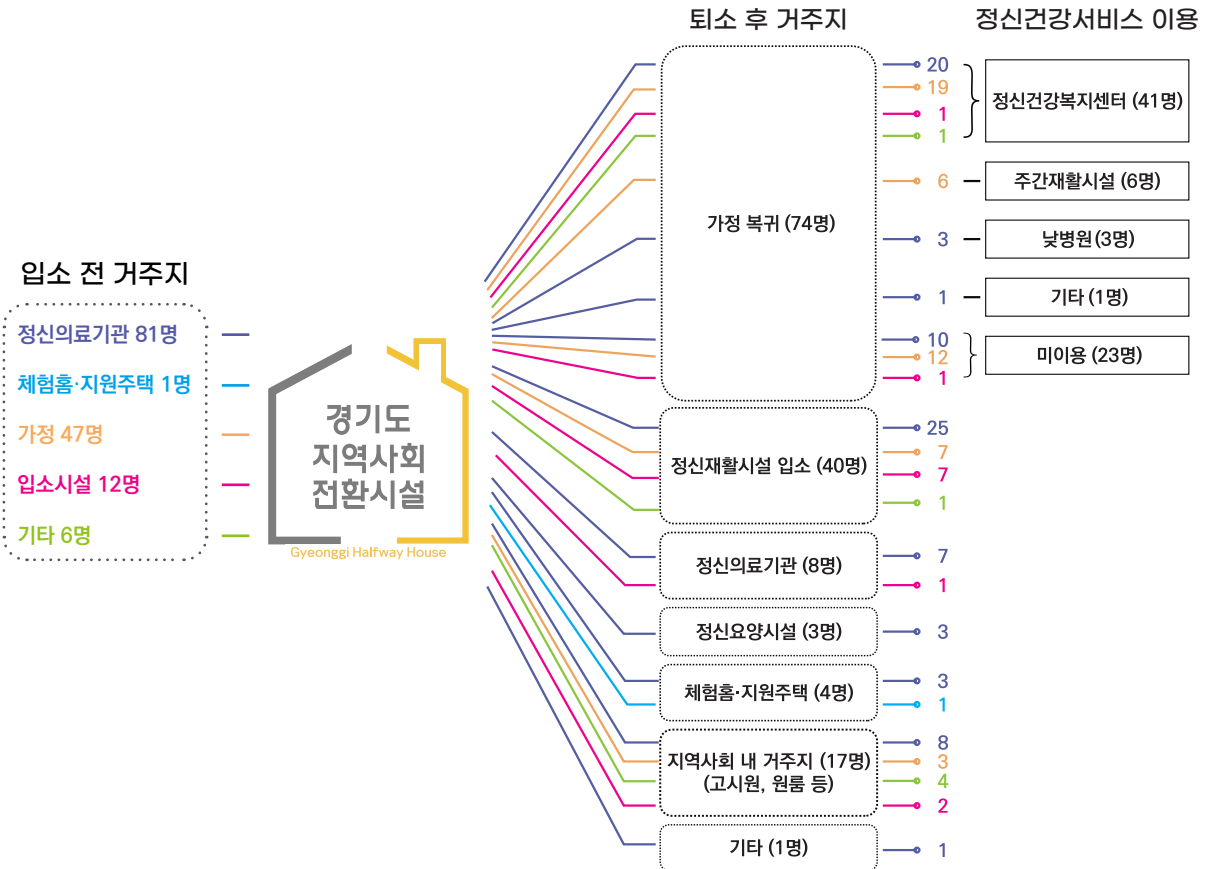 퇴소 후 거주지
정신건강서비스 이용
입소 전 거주지
정신의료기관 81명
체험홈·지원주택 1명
가정 47명
입소시설 12명
기타 6명
경기도
지역사회
전환시설
Gyeonggi Halfway House
가정 복귀 (74명)
20
19
1
1
정신건강복지센터 (41명)
6
주간재활시설 (6명)
3
낮병원(3명)
1
기타 (1명)
10
12
1
미이용 (23명)
정신재활시설 입소 (40명)
25
7
7
1
정신의료기관 (8명)
7
1
정신요양시설 (3명)
3
체험홈·지원주택 (4명)
3
1
지역사회 내 거주지 (17명)
(고시원, 원룸 등)
8
3
4
2
기타 (1명)
1